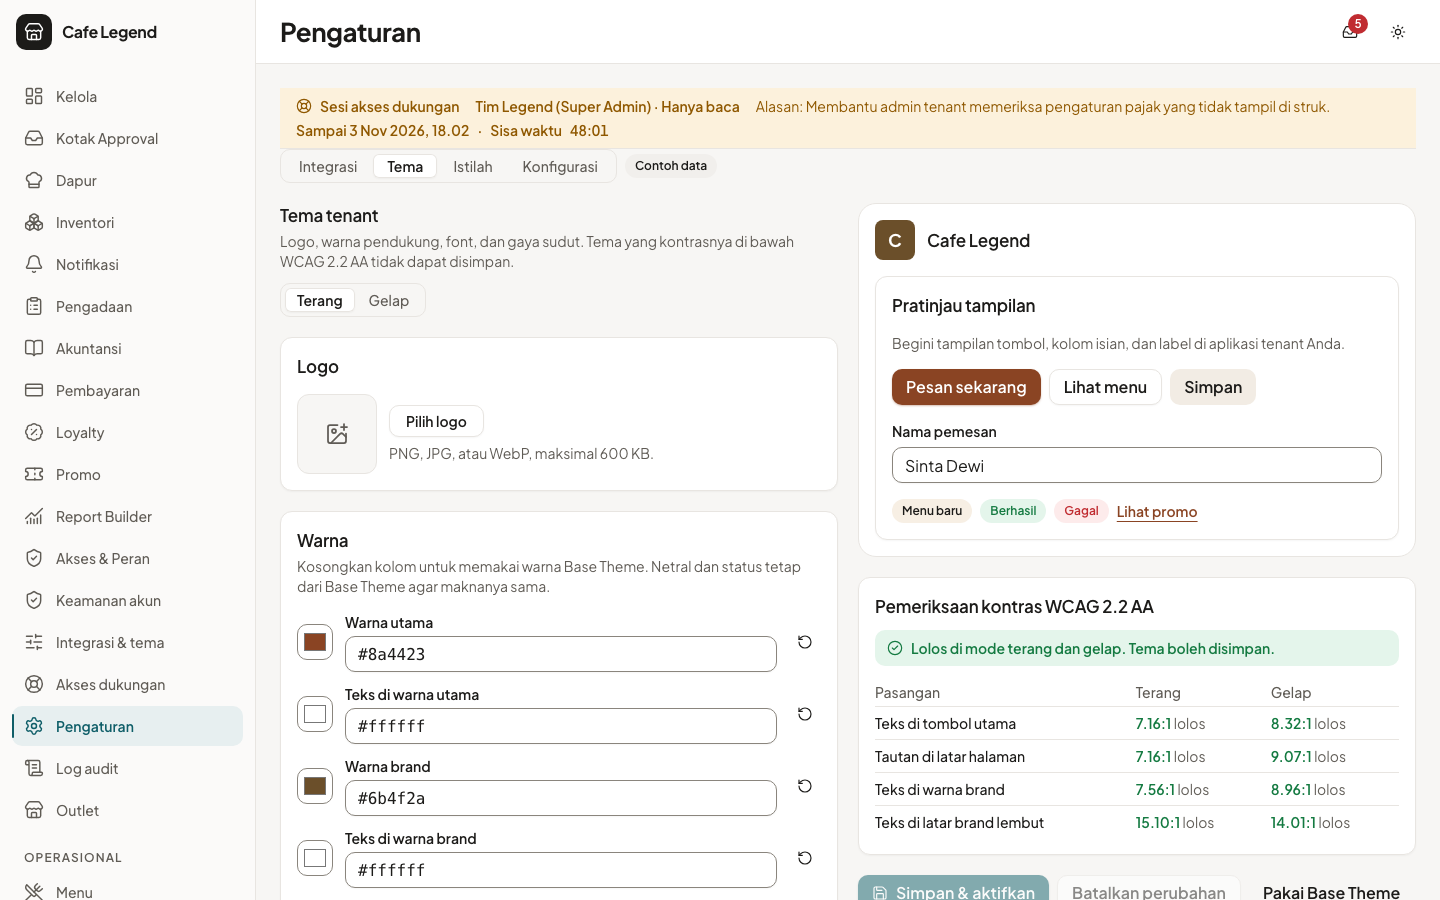 Cafe Legend
Kelola
Kotak Approval
Dapur
Inventori
Notifikasi
Pengadaan
Akuntansi
Pembayaran
Loyalty
Promo
Report Builder
Akses & Peran
Keamanan akun
Integrasi & tema
Akses dukungan
Pengaturan
Log audit
Outlet
OPERASIONAL
Menu
Pengaturan
5
Sesi akses dukungan Tim Legend (Super Admin) · Hanya baca Alasan: Membantu admin tenant memeriksa pengaturan pajak yang tidak tampil di struk.
Sampai 3 Nov 2026, 18.02 · Sisa waktu 48:01
Integrasi Tema Istilah Konfigurasi Contoh data
Tema tenant
Logo, warna pendukung, font, dan gaya sudut. Tema yang kontrasnya di bawah
WCAG 2.2 AA tidak dapat disimpan.
Terang Gelap
Logo
Pilih logo
PNG, JPG, atau WebP, maksimal 600 KB.
Warna
Kosongkan kolom untuk memakai warna Base Theme. Netral dan status tetap
dari Base Theme agar maknanya sama.
Warna utama
#8a4423
Teks di warna utama
#ffffff
Warna brand
#6b4f2a
Teks di warna brand
#ffffff
C Cafe Legend
Pratinjau tampilan
Begini tampilan tombol, kolom isian, dan label di aplikasi tenant Anda.
Pesan sekarang Lihat menu Simpan
Nama pemesan
Sinta Dewi
Menu baru Berhasil Gagal Lihat promo
Pemeriksaan kontras WCAG 2.2 AA
Lolos di mode terang dan gelap. Tema boleh disimpan.
Pasangan Terang Gelap
Teks di tombol utama 7.16:1 lolos 8.32:1 lolos
Tautan di latar halaman 7.16:1 lolos 9.07:1 lolos
Teks di warna brand 7.56:1 lolos 8.96:1 lolos
Teks di latar brand lembut 15.10:1 lolos 14.01:1 lolos
Simpan & aktifkan Batalkan perubahan Pakai Base Theme